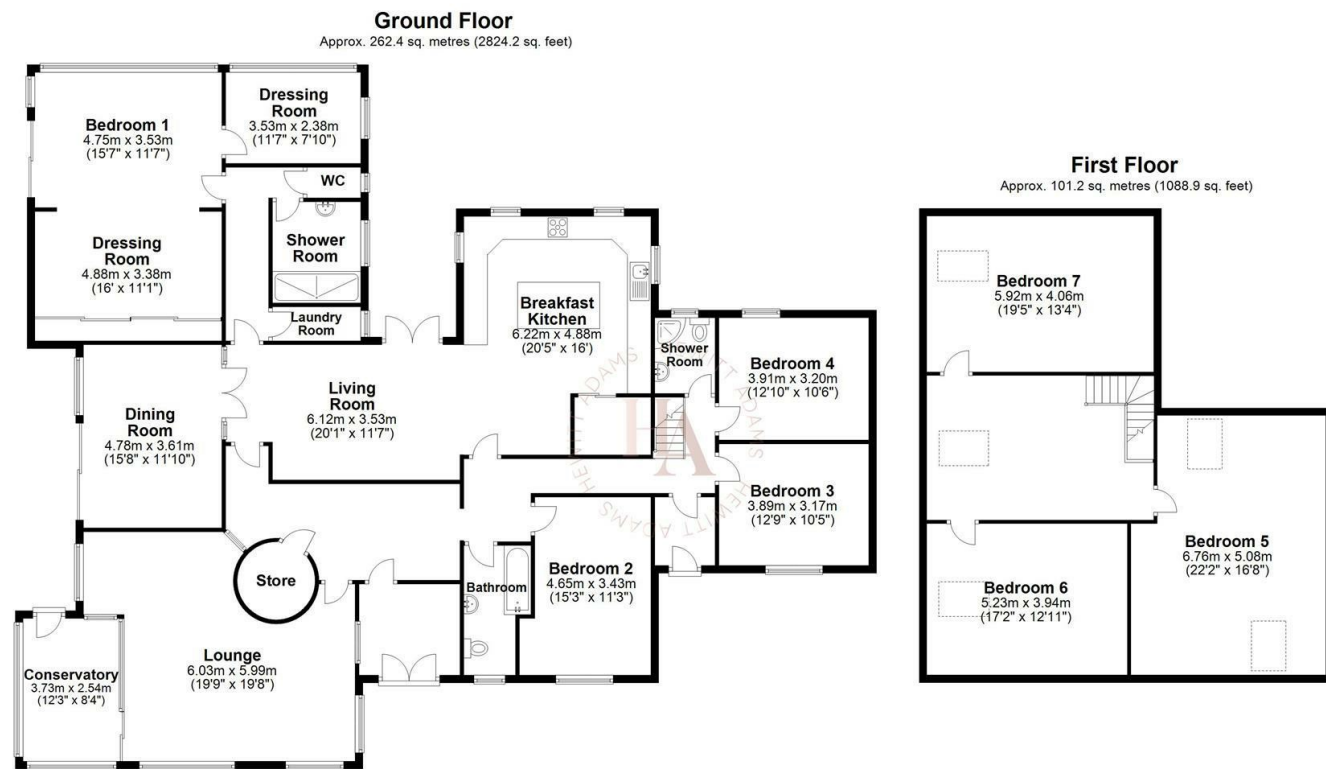 Ground Floor
Approx. 262.4 sq. metres (2824.2 sq. feet)
Bedroom 1
4.75m x 3.53m
(15'7" x 11'7")
Dressing
Room
3.53m x 2.38m
(11'7" x 7'10")
WC
Dressing
Room
4.88m x 3.38m
(16' x 11'1")
Shower
Room
Laundry
Room
Breakfast
Kitchen
6.22m x 4.88m
(20'5" x 16')
Shower
Room
Bedroom 4
3.91m x 3.20m
(12'10" x 10'6")
Dining
Room
4.78m x 3.61m
(15'8" x 11'10")
Living
Room
6.12m x 3.53m
(20'1" x 11'7")
Bedroom 3
3.89m x 3.17m
(12'9" x 10'5")
Store
Bathroom
Bedroom 2
4.65m x 3.43m
(15'3" x 11'3")
Lounge
6.03m x 5.99m
(19'9" x 19'8")
Conservatory
3.73m x 2.54m
(12'3" x 8'4")
HA
HEWITT ADAMS HEWITT ADAMS HEWITT ADAMS
First Floor
Approx. 101.2 sq. metres (1088.9 sq. feet)
Bedroom 7
5.92m x 4.06m
(19'5" x 13'4")
Bedroom 5
6.76m x 5.08m
(22'2" x 16'8")
Bedroom 6
5.23m x 3.94m
(17'2" x 12'11")